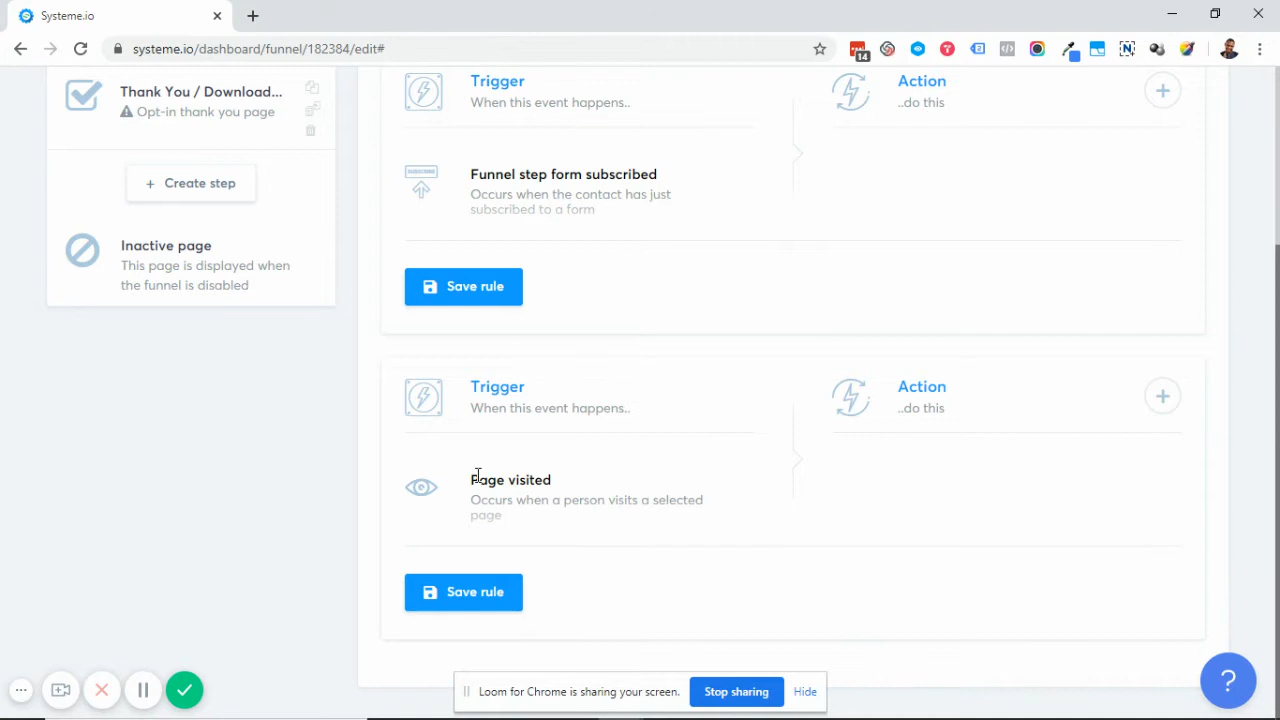 Systeme.io
systeme.io/dashboard/funnel/182384/edit#
14
Thank You / Download...
Opt-in thank you page
+ Create step
Inactive page
This page is displayed when
the funnel is disabled
Trigger
When this event happens..
Action
..do this
Funnel step form subscribed
Occurs when the contact has just
subscribed to a form
Save rule
Trigger
When this event happens..
Action
..do this
Page visited
Occurs when a person visits a selected
page
Save rule
Loom for Chrome is sharing your screen.
Stop sharing
Hide
?